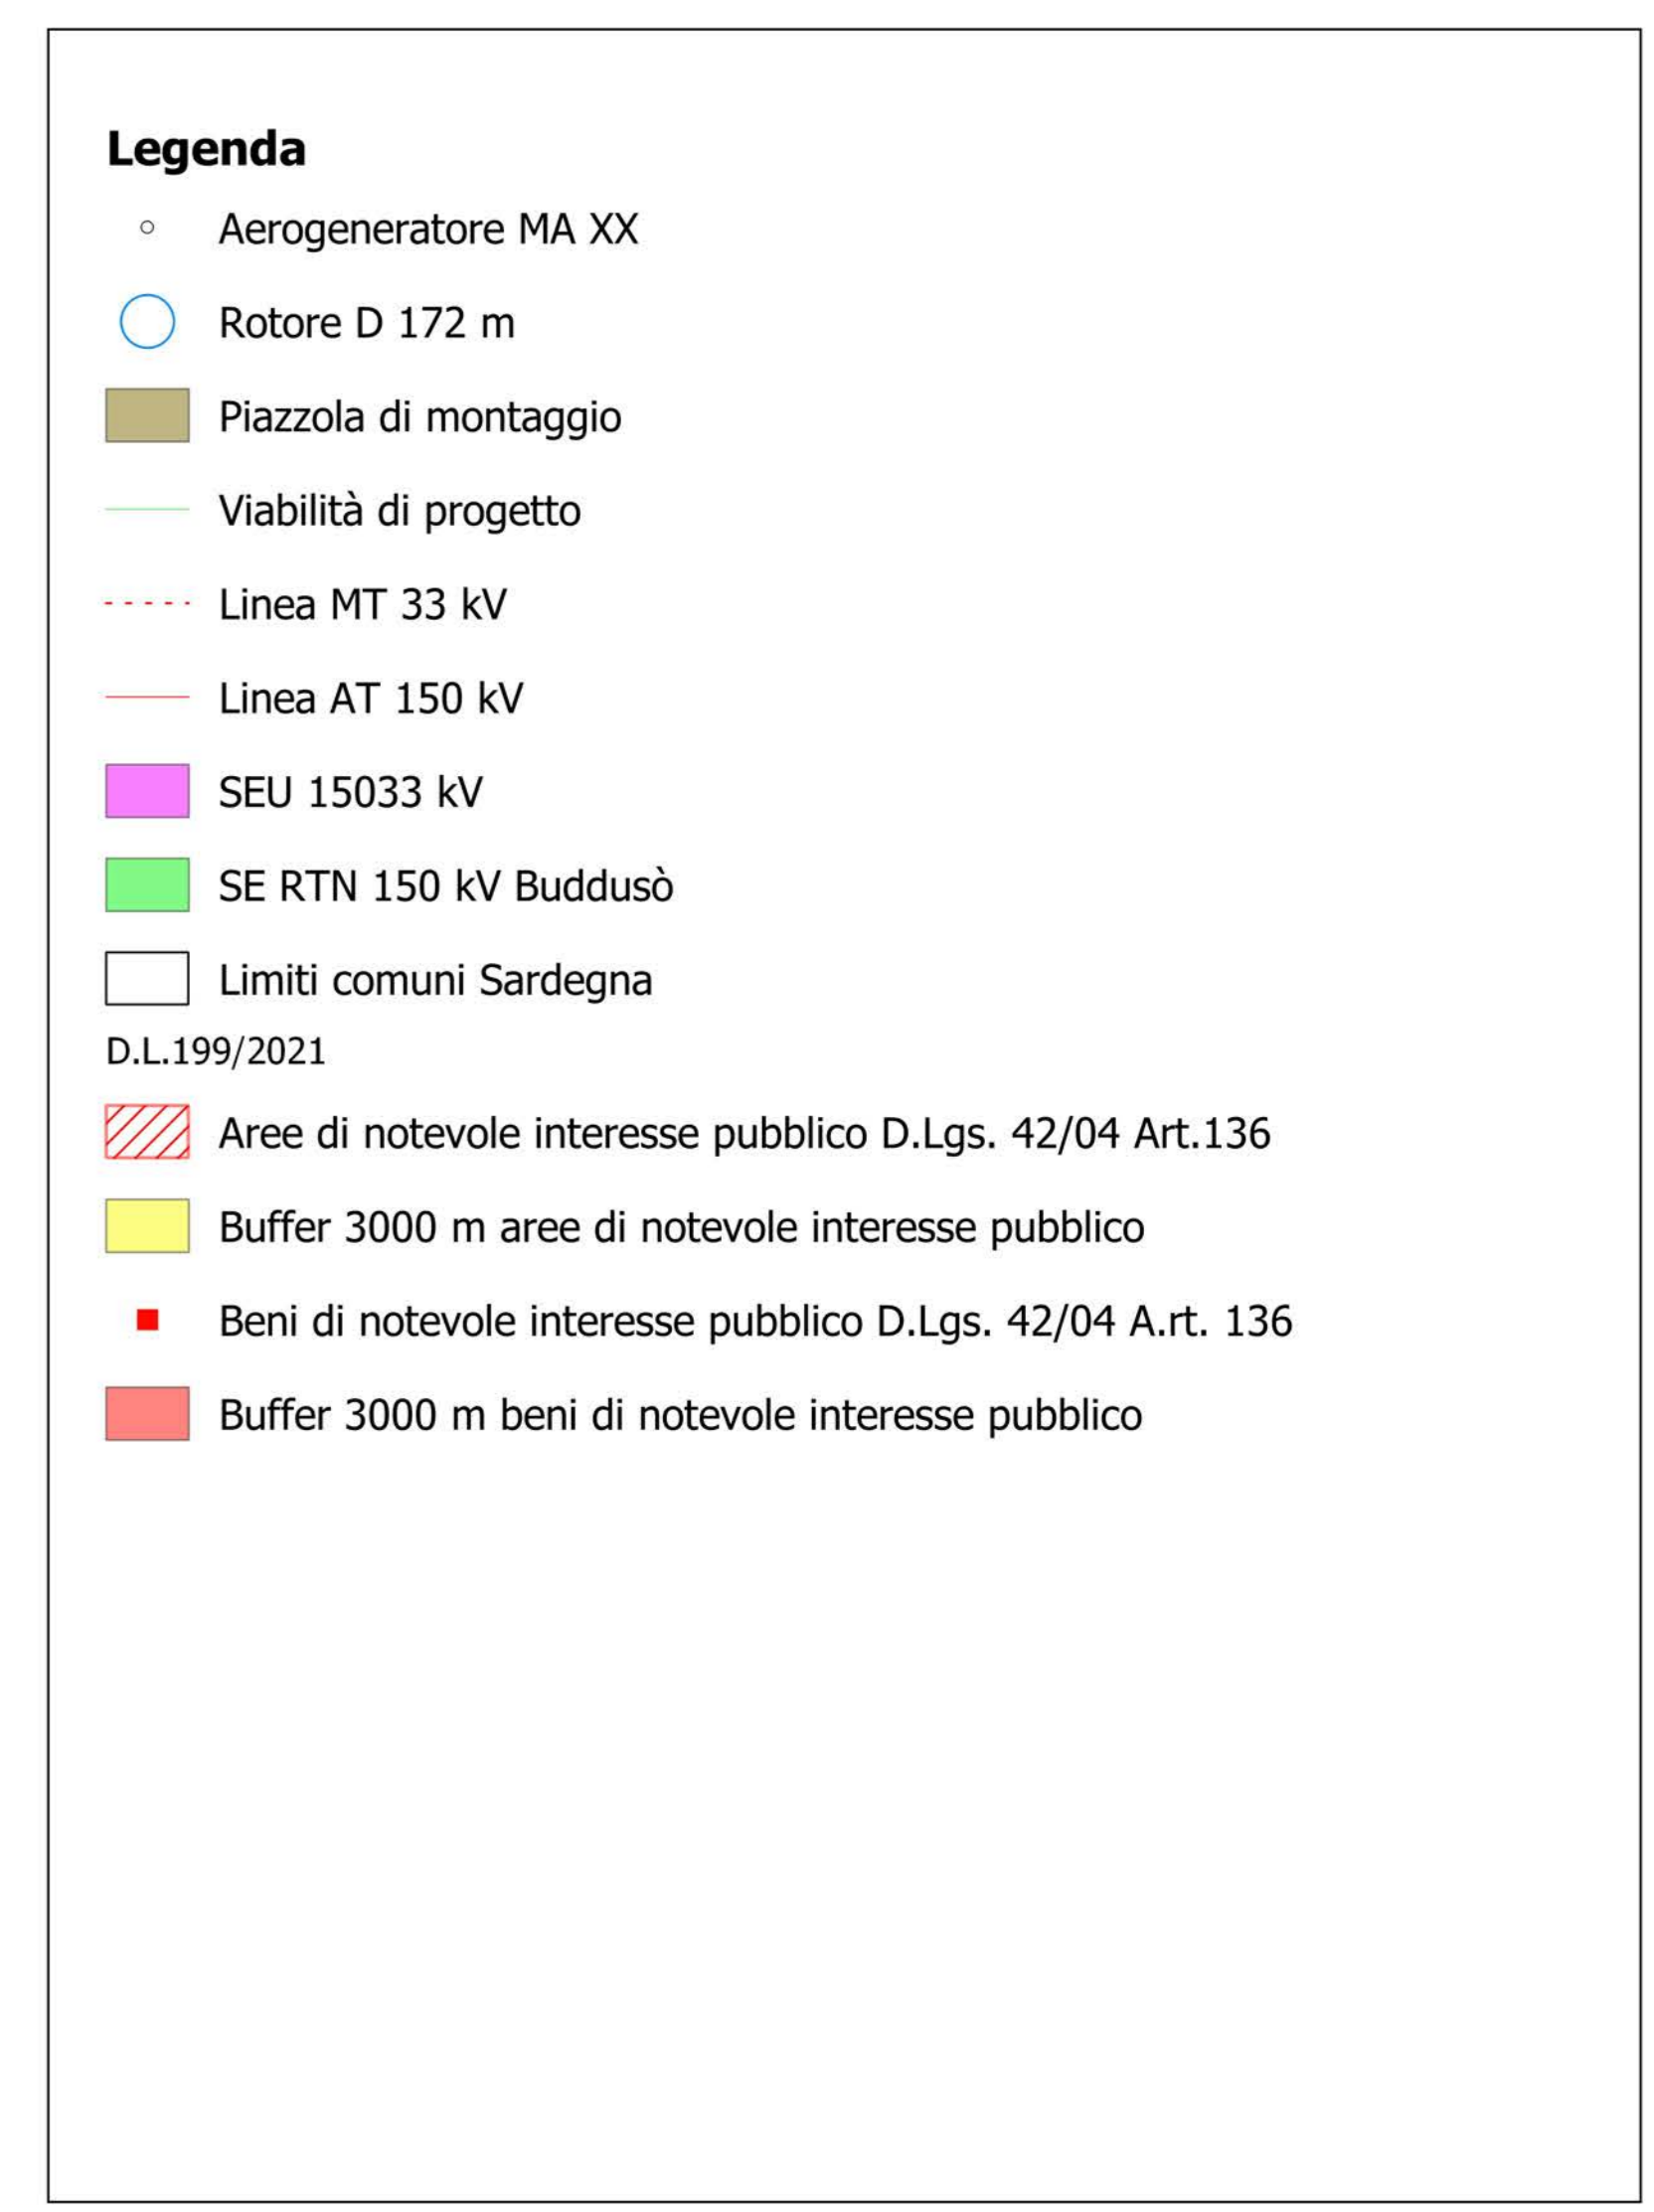 Legenda
Aerogeneratore MA XX
Rotore D 172 m
Piazzola di montaggio
Viabilità di progetto
Linea MT 33 kV
Linea AT 150 kV
SEU 15033 kV
SE RTN 150 kV Buddusò
Limiti comuni Sardegna
D.L.199/2021
Aree di notevole interesse pubblico D.Lgs. 42/04 Art.136
Buffer 3000 m aree di notevole interesse pubblico
Beni di notevole interesse pubblico D.Lgs. 42/04 A.rt. 136
Buffer 3000 m beni di notevole interesse pubblico